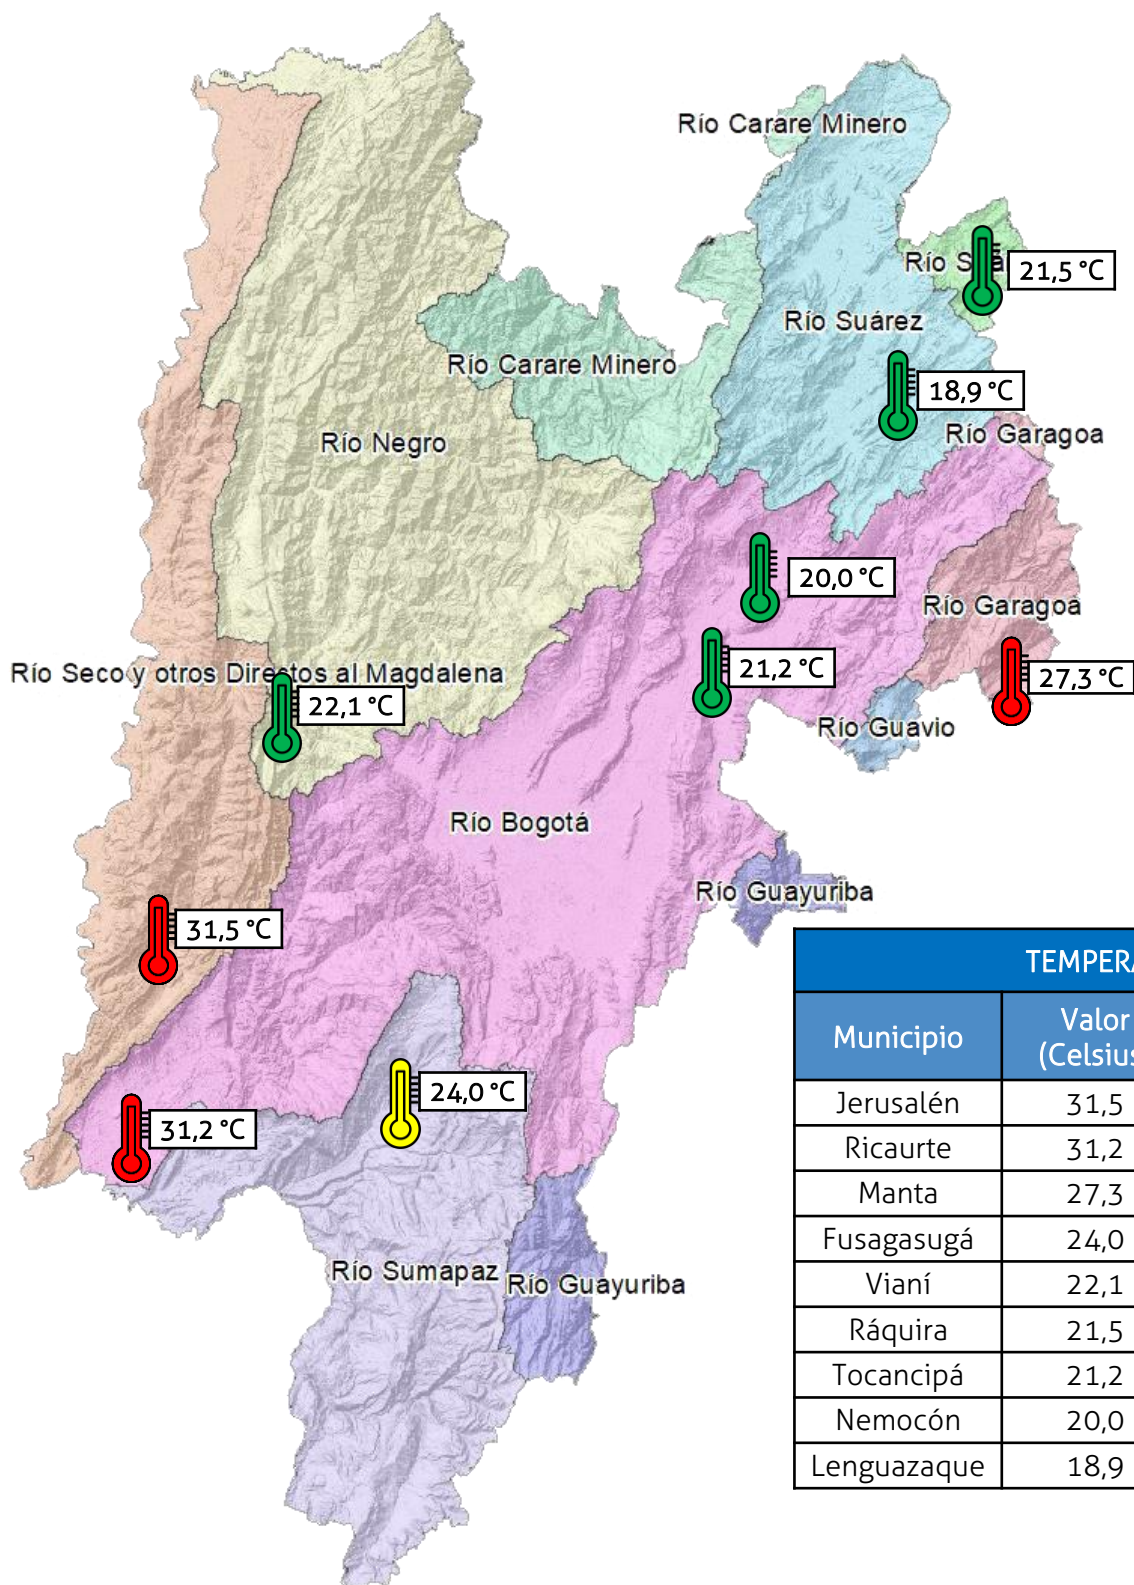 Río Carare Minero
Río
21,5 °C
Río Suárez
Río Carare Minero
18,9 °C
Río Negro
Río Garagoa
20,0 °C
Río Garagoa
21,2 °C
27,3 °C
Río Seco y otros Directos al Magdalena
22,1 °C
Río Guavio
Río Bogotá
Río Guayuriba
31,5 °C
24,0 °C
31,2 °C
Río Sumapaz
Río Guayuriba
TEMPERA
Municipio
Valor
(Celsius
Jerusalén 31,5
Ricaurte 31,2
Manta 27,3
Fusagasugá 24,0
Vianí 22,1
Ráquira 21,5
Tocancipá 21,2
Nemocón 20,0
Lenguazaque 18,9